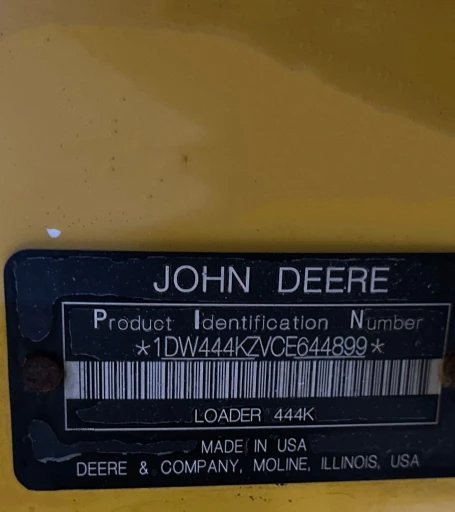 JOHN DEERE
Product Identification Number
*1DW444KZVCE644899*
LOADER 444K
MADE IN USA
DEERE & COMPANY, MOLINE, ILLINOIS, USA